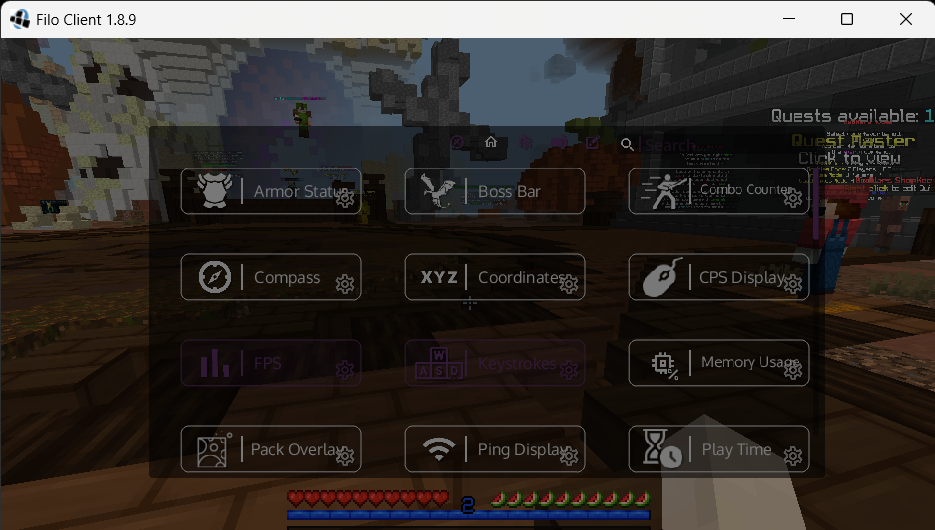 Filo Client 1.8.9
Quests available: 1
Quest Master
Click to view
Search...
Armor Status
Boss Bar
Combo Counter
Compass
XYZ
Coordinates
CPS Display
FPS
W
A S D
Keystrokes
Memory Usage
Pack Overlay
Ping Display
Play Time
2